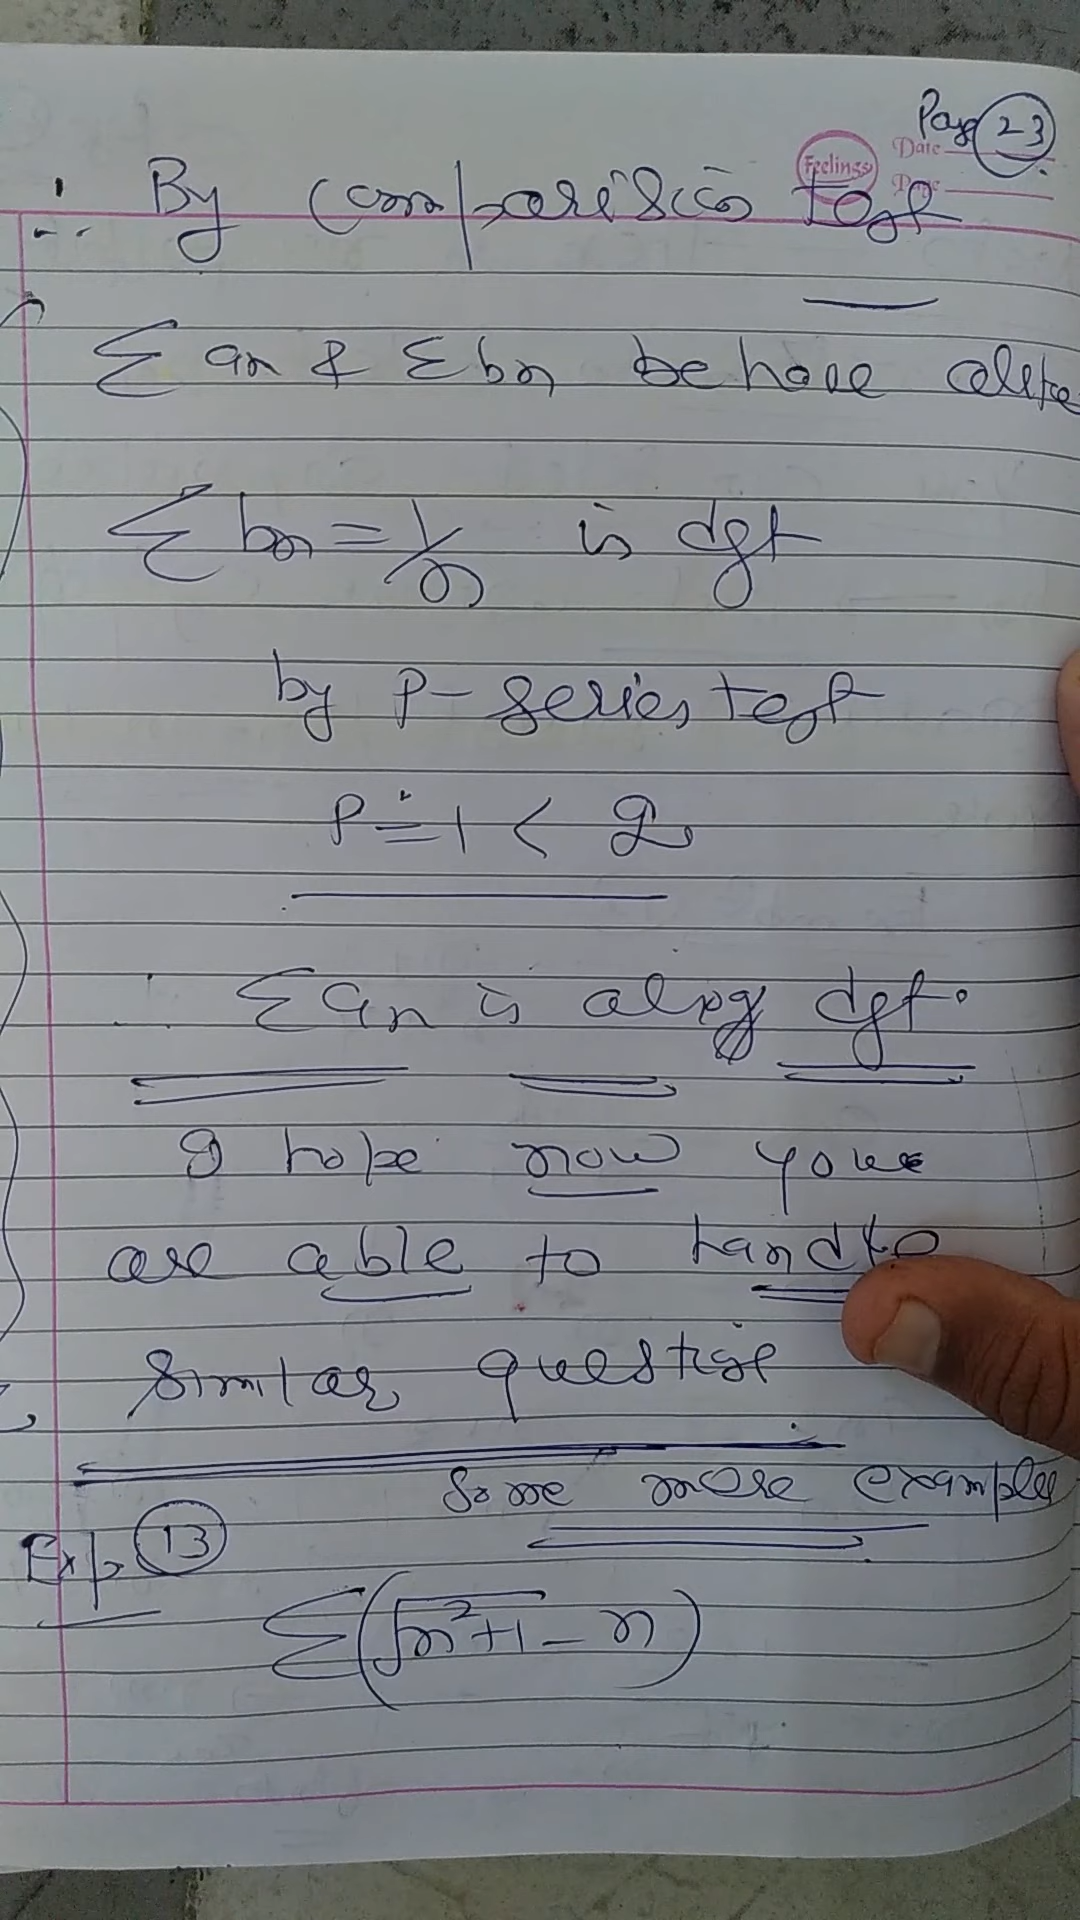 Page 23
Feelings
Date
Page
∴ By comparision test
Σ an & Σ bn behave alike
Σ bn = 1/n is dgt
by P- series test
P = 1 < 2
∴ Σ an is also dgt.
I hope now you
are able to handle
similar question
Some more examples
Exp 13
Σ(√n²+1 - n)